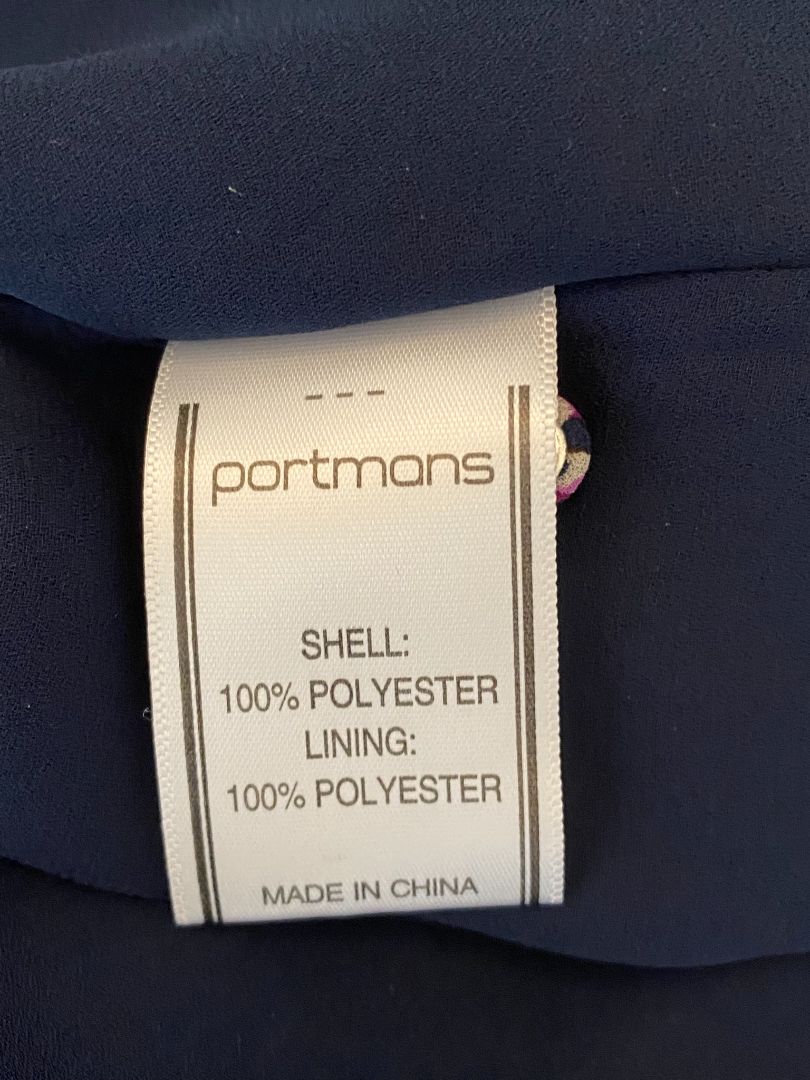 ---
portmans
SHELL:
100% POLYESTER
LINING:
100% POLYESTER
MADE IN CHINA